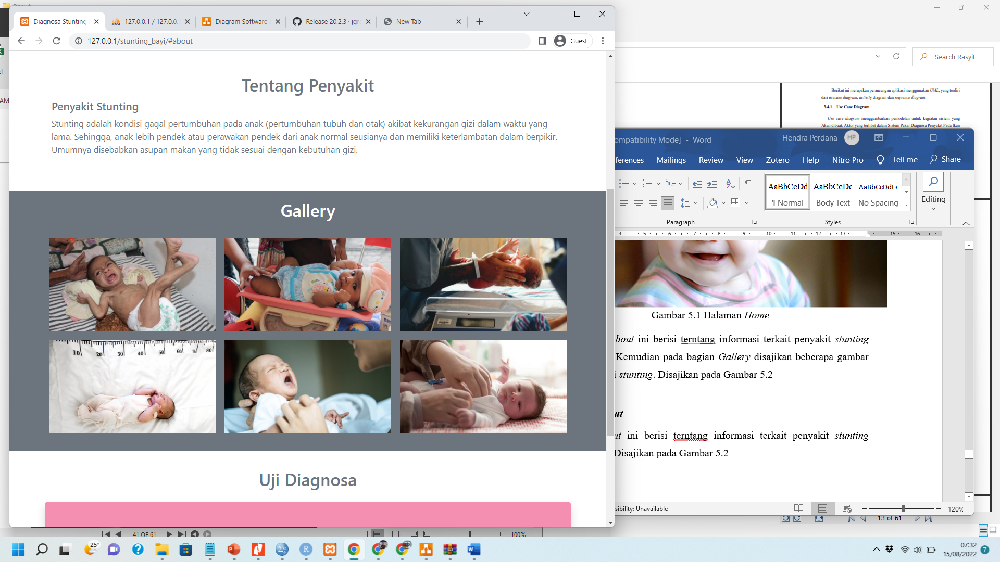 Diagnosa Stunting
127.0.0.1 / 127.0.0.1
Diagram Software
Release 20.2.3 · jgra
New Tab
127.0.0.1/stunting_bayi/#about
Guest
Tentang Penyakit
Penyakit Stunting
Stunting adalah kondisi gagal pertumbuhan pada anak (pertumbuhan tubuh dan otak) akibat kekurangan gizi dalam waktu yang
lama. Sehingga, anak lebih pendek atau perawakan pendek dari anak normal seusianya dan memiliki keterlambatan dalam berpikir.
Umumnya disebabkan asupan makan yang tidak sesuai dengan kebutuhan gizi.
Gallery
10 20 30 40 50 60 70 80
Uji Diagnosa
Search Rasyit
Berikut ini merupakan perancangan aplikasi menggunakan UML, yang terdiri
dari usecase diagram, activity diagram dan sequence diagram.
3.4.1 Use Case Diagram
Use case diagram menggambarkan pemodelan untuk kegiatan sistem yang
Akan dibuat. Aktor yang terlibat dalam Sistem Pakar Diagnosa Penyakit Pada Ikan
ompatibility Mode] - Word
Hendra Perdana
HP
ferences Mailings Review View Zotero Help Nitro Pro Tell me Share
AaBbCcDd AaBbCcDd AaBbCcDdEe
¶ Normal Body Text No Spacing
Editing
Paragraph
Styles
4 5 6 7 8 9 10 11 12 13 15 16
Gambar 5.1 Halaman Home
bout ini berisi terntang informasi terkait penyakit stunting
Kemudian pada bagian Gallery disajikan beberapa gambar
i stunting. Disajikan pada Gambar 5.2
ut
ut ini berisi terntang informasi terkait penyakit stunting
Disajikan pada Gambar 5.2
sibility: Unavailable
120%
13 of 61
41 OF 61
100%
25°
07:32
15/08/2022
7